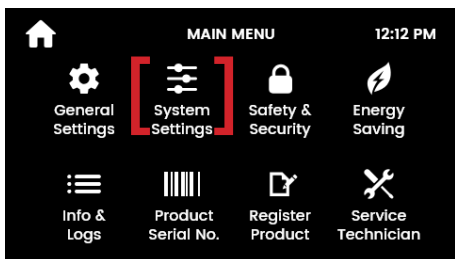 MAIN MENU 12:12 PM
General Settings
System Settings
Safety & Security
Energy Saving
Info & Logs
Product Serial No.
Register Product
Service Technician